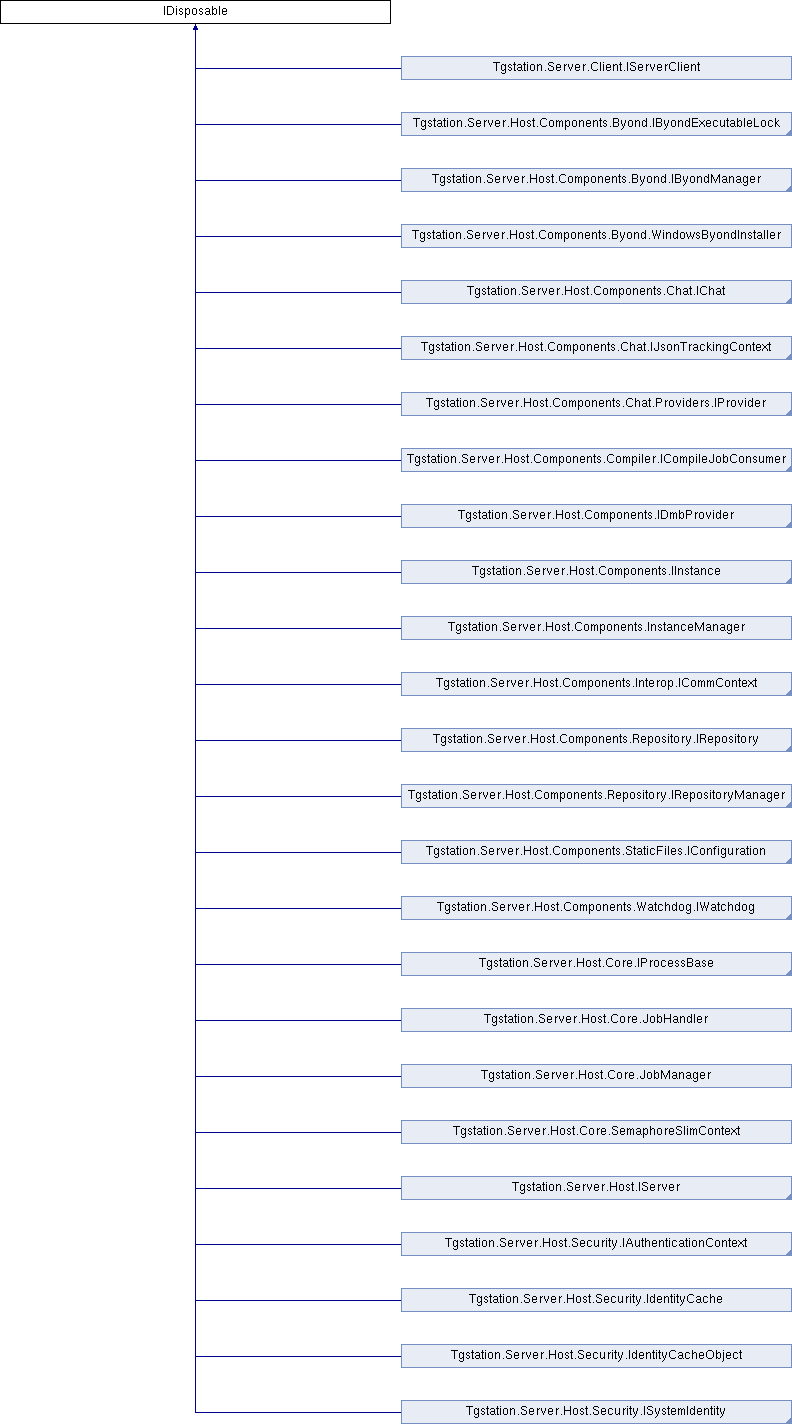 IDisposable
Tgstation.Server.Client.IServerClient
Tgstation.Server.Host.Components.Byond.IByondExecutableLock
Tgstation.Server.Host.Components.Byond.IByondManager
Tgstation.Server.Host.Components.Byond.WindowsByondInstaller
Tgstation.Server.Host.Components.Chat.IChat
Tgstation.Server.Host.Components.Chat.IJsonTrackingContext
Tgstation.Server.Host.Components.Chat.Providers.IProvider
Tgstation.Server.Host.Components.Compiler.ICompileJobConsumer
Tgstation.Server.Host.Components.IDmbProvider
Tgstation.Server.Host.Components.IInstance
Tgstation.Server.Host.Components.InstanceManager
Tgstation.Server.Host.Components.Interop.ICommContext
Tgstation.Server.Host.Components.Repository.IRepository
Tgstation.Server.Host.Components.Repository.IRepositoryManager
Tgstation.Server.Host.Components.StaticFiles.IConfiguration
Tgstation.Server.Host.Components.Watchdog.IWatchdog
Tgstation.Server.Host.Core.IProcessBase
Tgstation.Server.Host.Core.JobHandler
Tgstation.Server.Host.Core.JobManager
Tgstation.Server.Host.Core.SemaphoreSlimContext
Tgstation.Server.Host.IServer
Tgstation.Server.Host.Security.IAuthenticationContext
Tgstation.Server.Host.Security.IdentityCache
Tgstation.Server.Host.Security.IdentityCacheObject
Tgstation.Server.Host.Security.ISystemIdentity